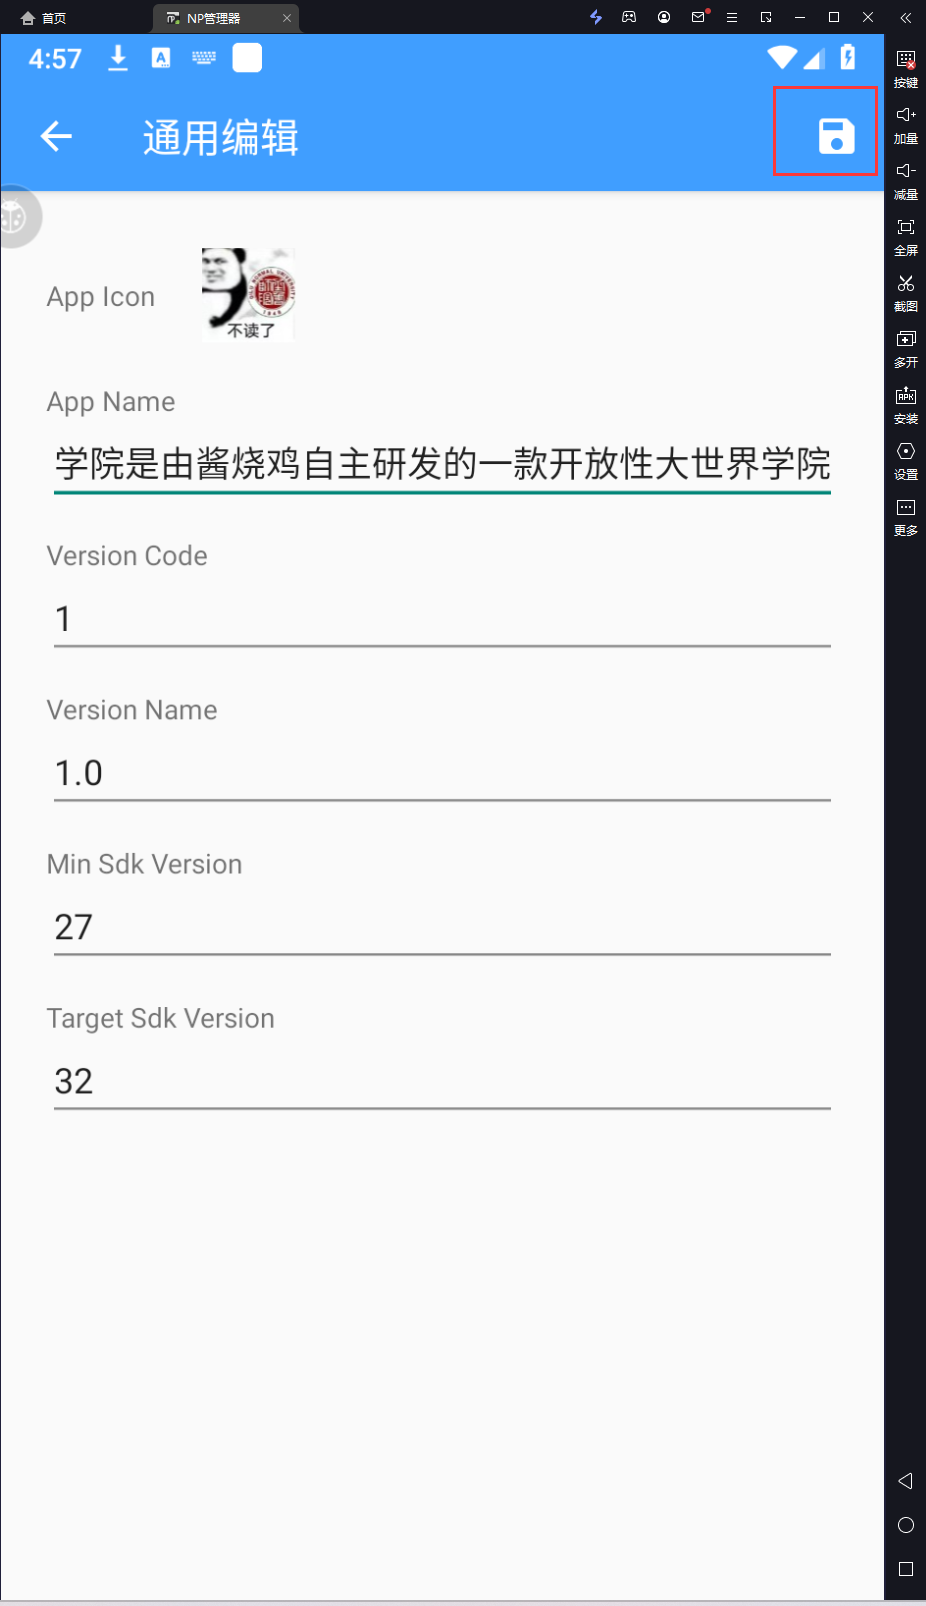 首页
NP管理器
4:57
通用编辑
App Icon
不读了
App Name
学院是由酱烧鸡自主研发的一款开放性大世界学院
Version Code
1
Version Name
1.0
Min Sdk Version
27
Target Sdk Version
32
按键
加量
减量
全屏
截图
多开
安装
设置
更多